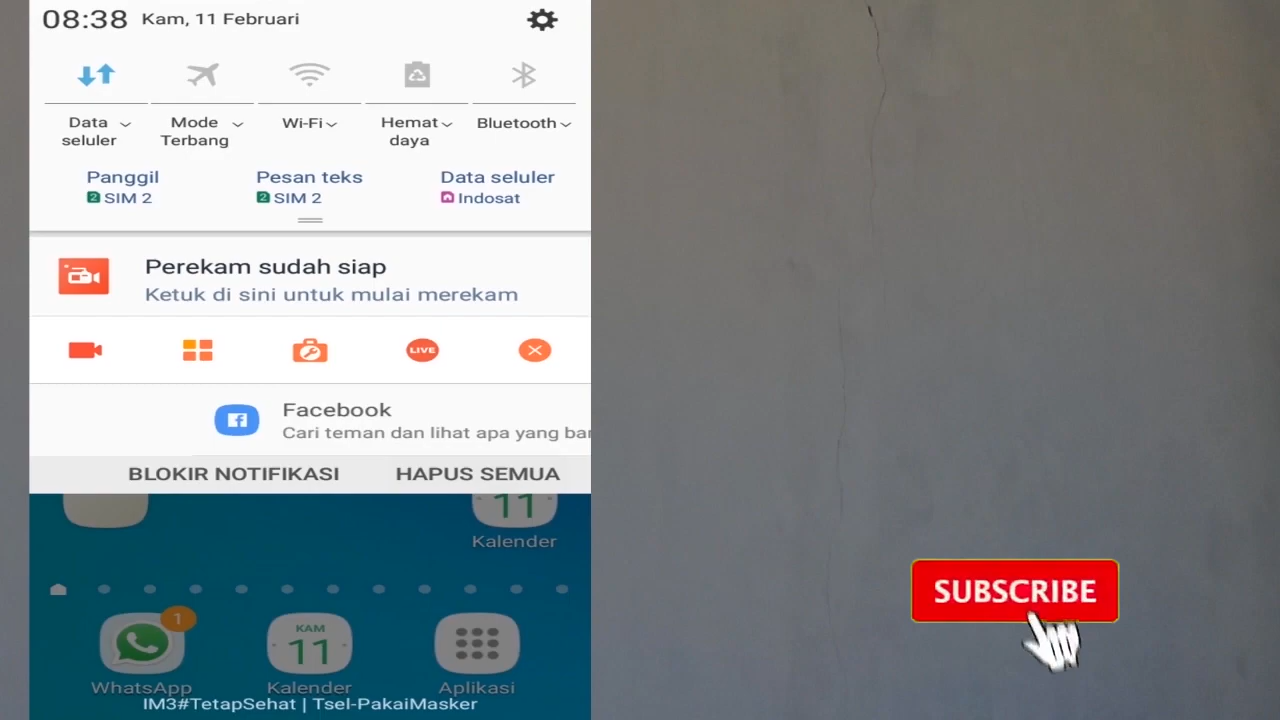 08:38 Kam, 11 Februari
Data seluler
Mode Terbang
Wi-Fi
Hemat daya
Bluetooth
Panggil
2 SIM 2
Pesan teks
2 SIM 2
Data seluler
Indosat
Perekam sudah siap
Ketuk di sini untuk mulai merekam
LIVE
Facebook
Cari teman dan lihat apa yang
BLOKIR NOTIFIKASI HAPUS SEMUA
11
Kalender
1
WhatsApp
KAM
11
Kalender
Aplikasi
IM3#TetapSehat | Tsel-PakaiMasker
SUBSCRIBE